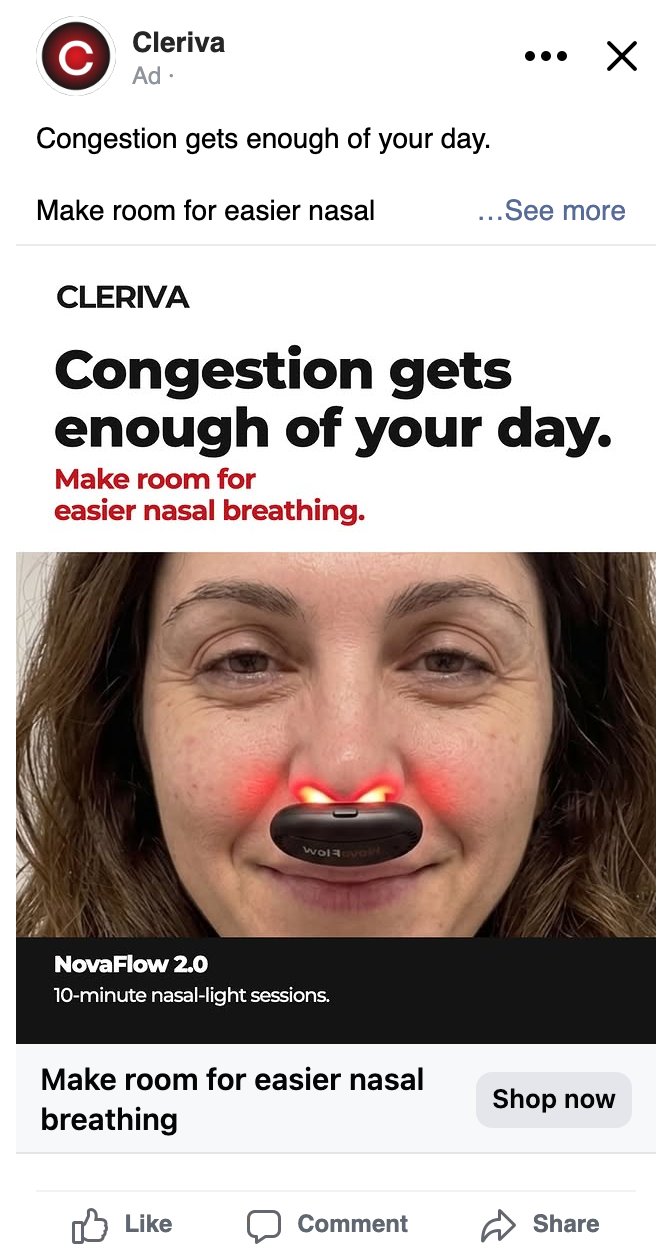 C
Cleriva
Ad ·
Congestion gets enough of your day.
Make room for easier nasal ...See more
CLERIVA
Congestion gets
enough of your day.
Make room for
easier nasal breathing.
NovaFlow
NovaFlow 2.0
10-minute nasal-light sessions.
Make room for easier nasal
breathing
Shop now
Like Comment Share